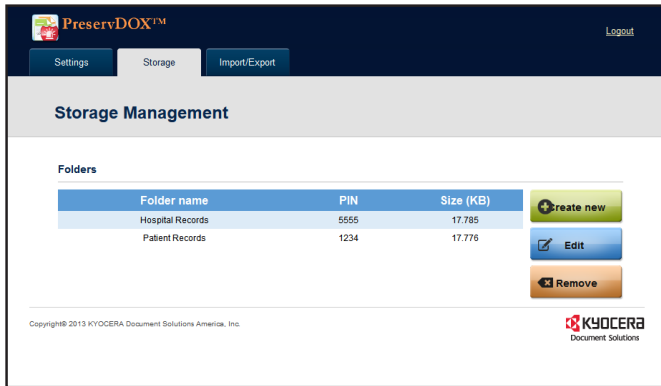 PreservDOX™
Logout
Settings Storage Import/Export
Storage Management
Folders
Folder name PIN Size (KB)
Hospital Records 5555 17.785
Patient Records 1234 17.776
Create new
Edit
Remove
Copyright© 2013 KYOCERA Document Solutions America, Inc.
KYOCERA
Document Solutions